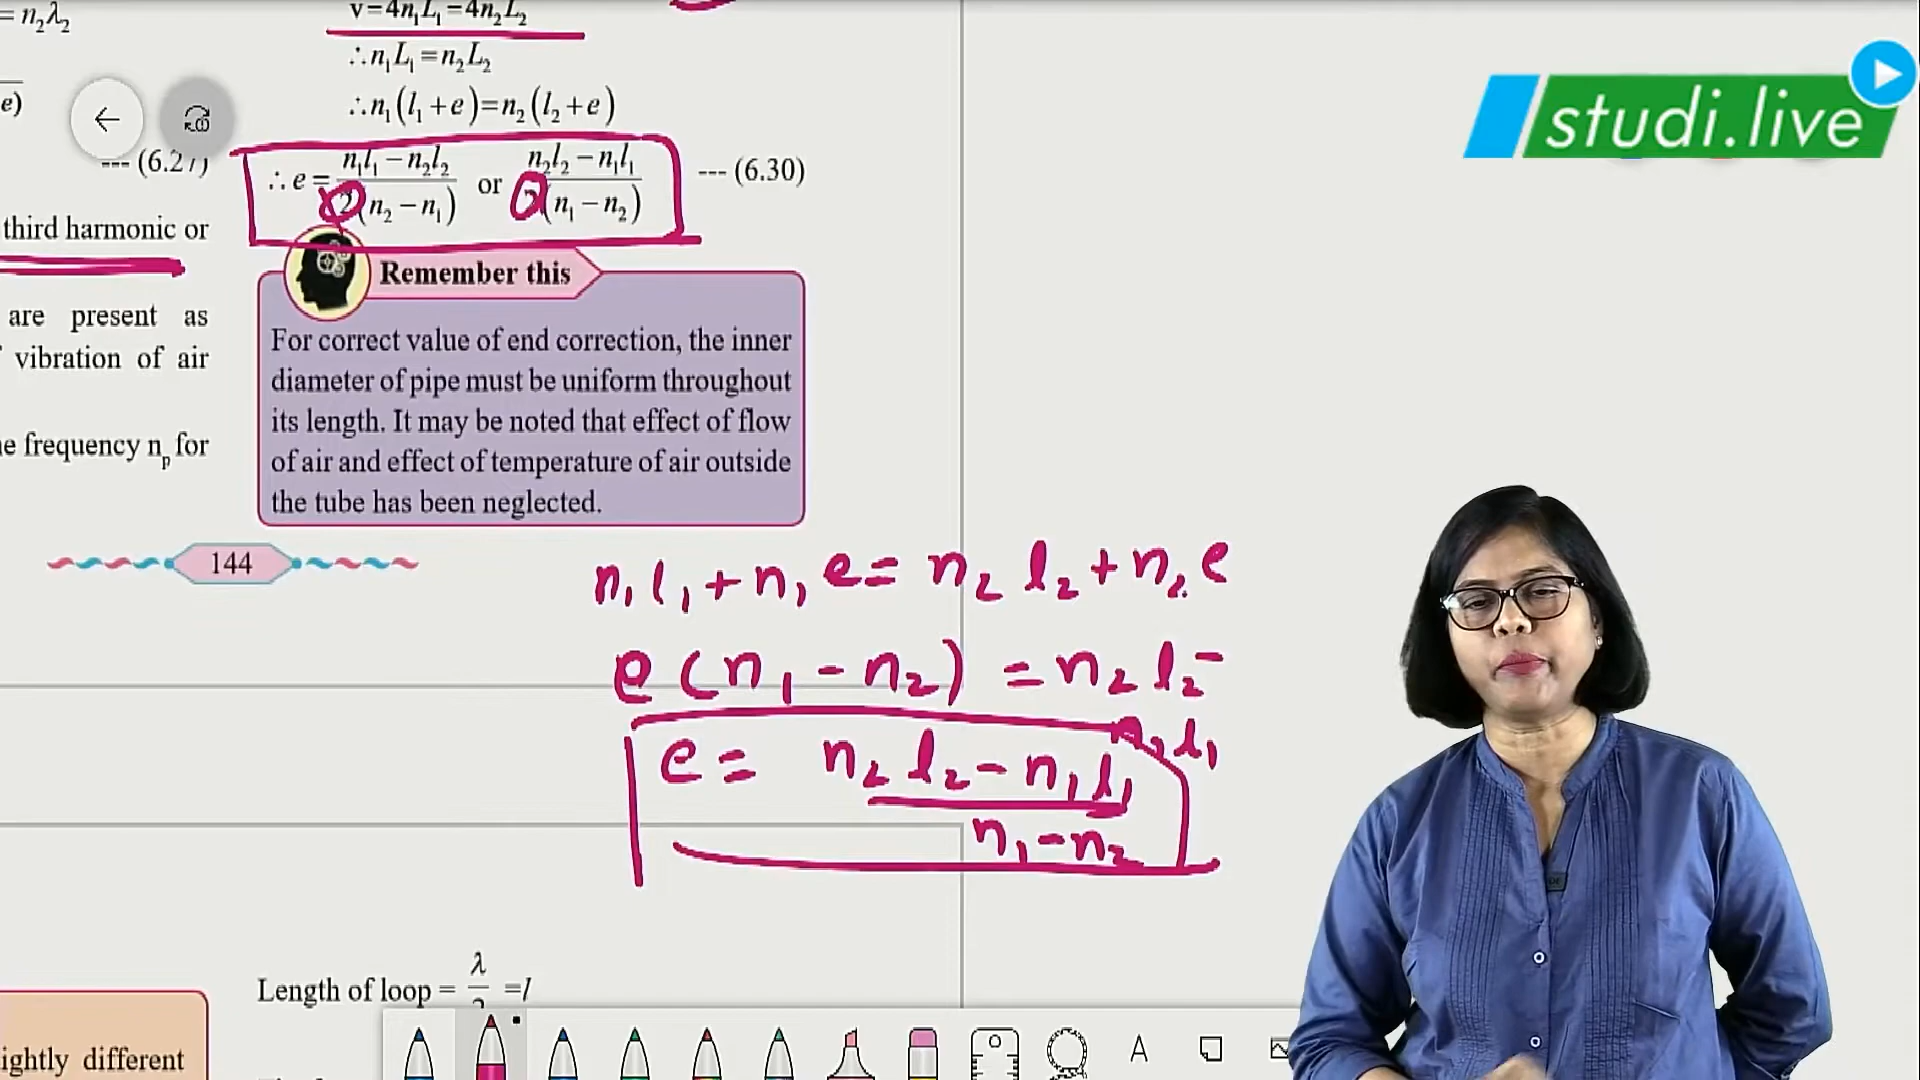 = n₂λ₂
e)
--- (6.27)
third harmonic or
are present as
vibration of air
e frequency nₚ for
v=4n₁L₁=4n₂L₂
∴n₁L₁=n₂L₂
∴n₁(l₁+e)=n₂(l₂+e)
∴ e = (n₁l₁ − n₂l₂)/(2(n₂ − n₁)) or (n₂l₂ − n₁l₁)/( (n₁ − n₂)) --- (6.30)
Remember this
For correct value of end correction, the inner
diameter of pipe must be uniform throughout
its length. It may be noted that effect of flow
of air and effect of temperature of air outside
the tube has been neglected.
144
studi.live
n₁l₁+n₁e=n₂l₂+n₂e
e(n₁-n₂) =n₂l₂-
n₁l₁
e= n₂l₂-n₁l₁
n₁-n₂
Length of loop = λ/2 =l
ightly different
A